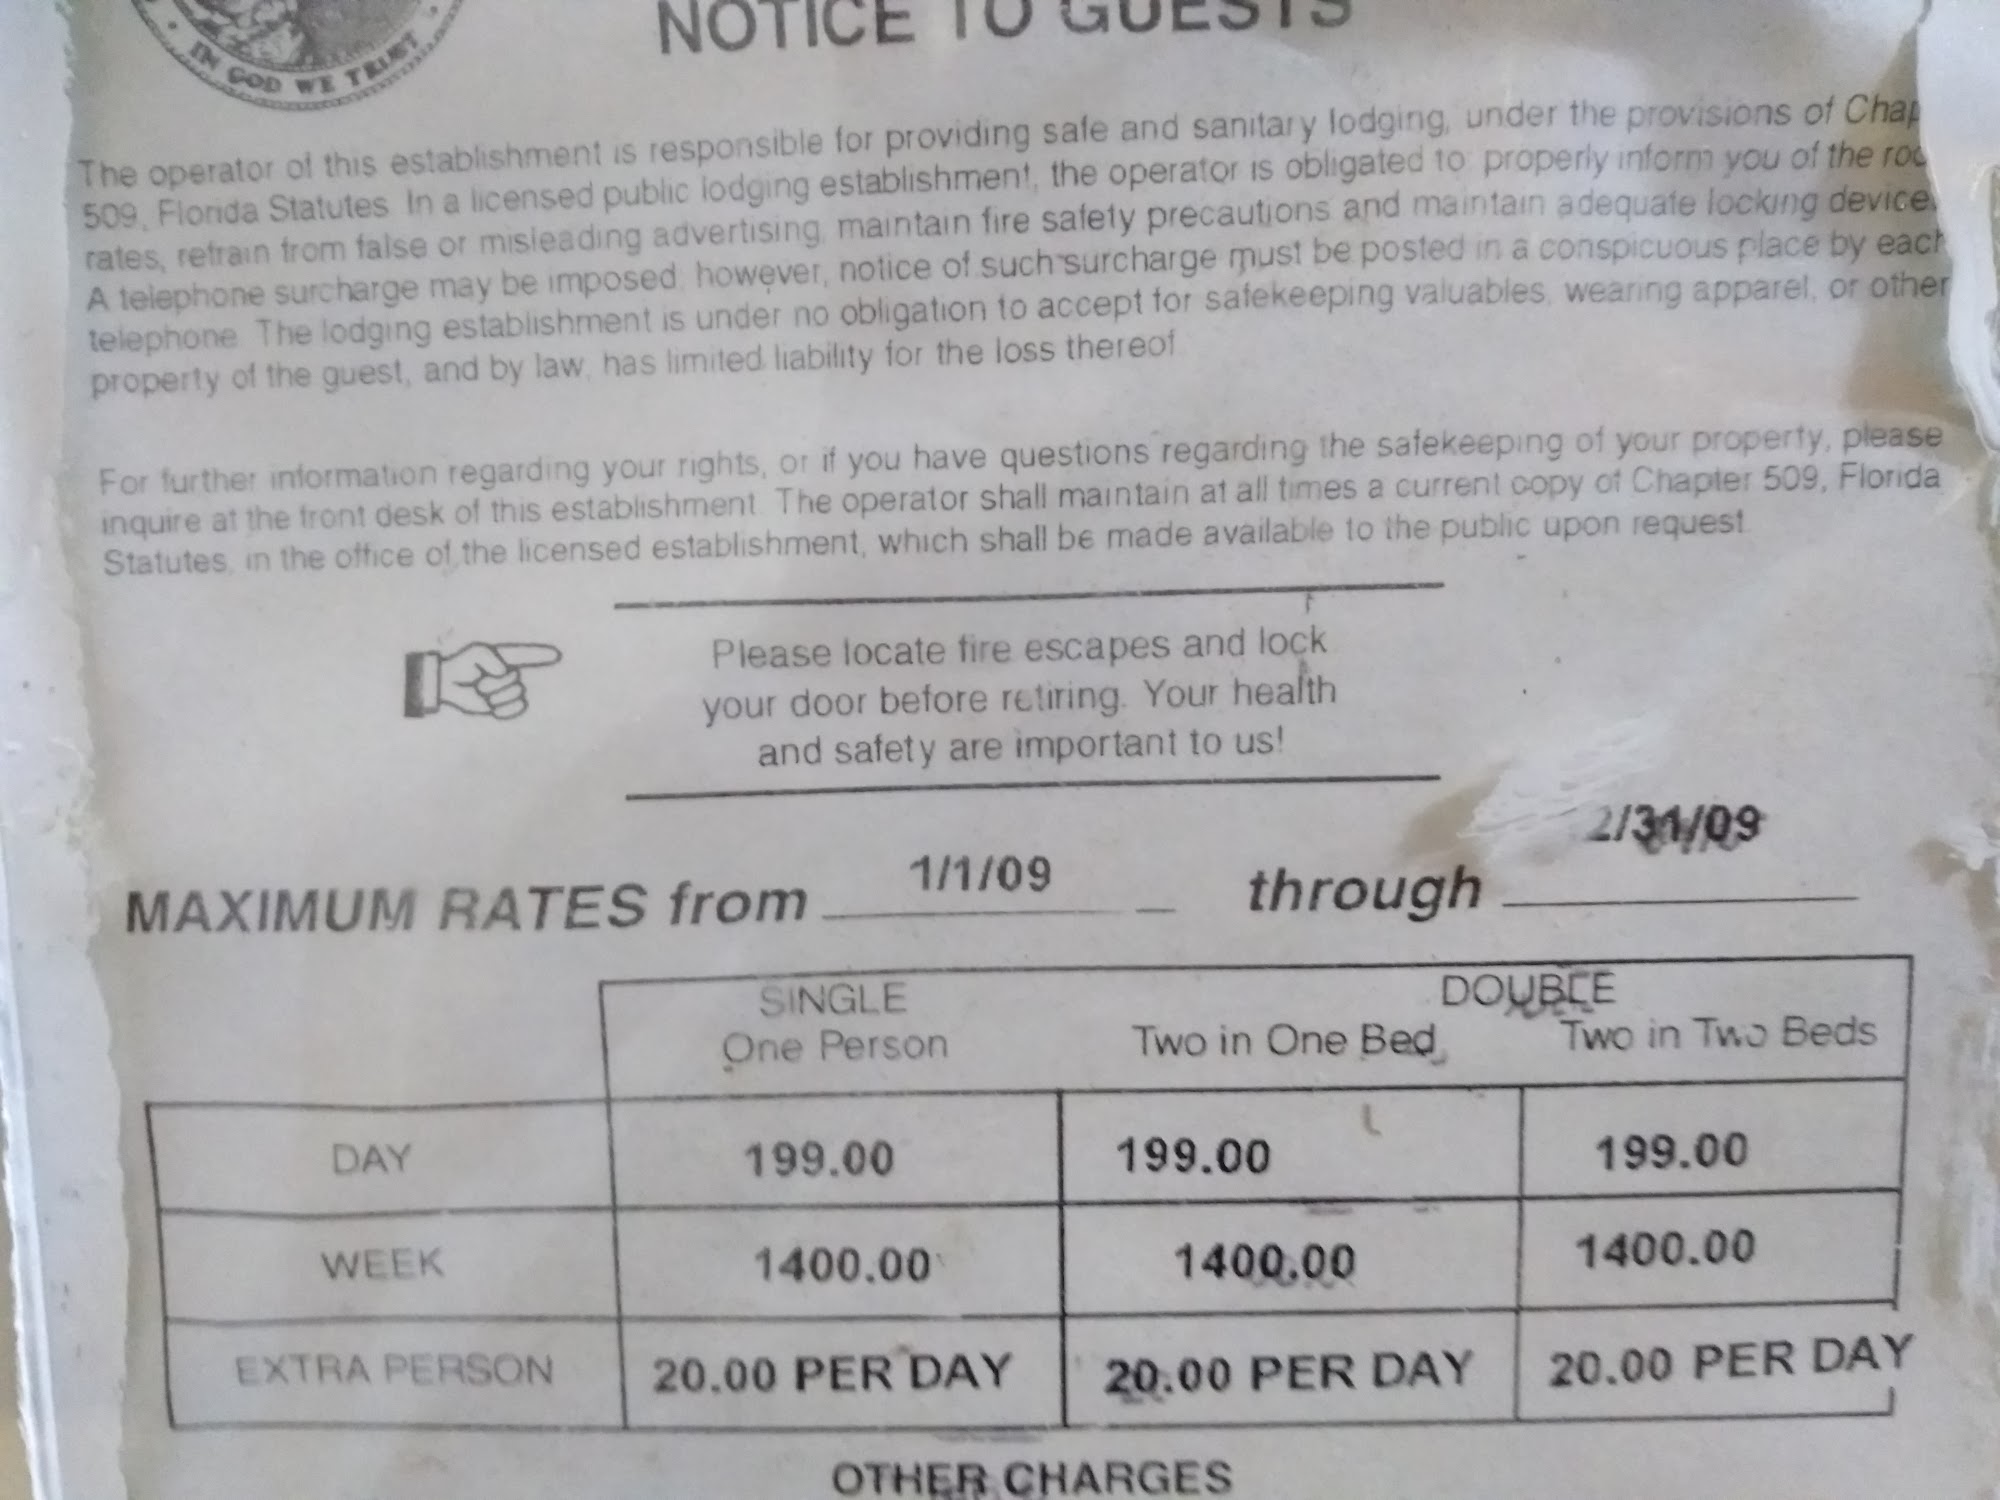 IN GOD WE TRUST
NOTICE TO GUESTS
The operator of this establishment is responsible for providing safe and sanitary lodging, under the provisions of Chap
509, Florida Statutes. In a licensed public lodging establishment, the operator is obligated to: properly inform you of the roo
rates, refrain from false or misleading advertising, maintain fire safety precautions and maintain adequate locking device
A telephone surcharge may be imposed; however, notice of such surcharge must be posted in a conspicuous place by each
telephone. The lodging establishment is under no obligation to accept for safekeeping valuables, wearing apparel, or other
property of the guest, and by law, has limited liability for the loss thereof
For further information regarding your rights, or if you have questions regarding the safekeeping of your property, please
inquire at the front desk of this establishment. The operator shall maintain at all times a current copy of Chapter 509, Florida
Statutes, in the office of the licensed establishment, which shall be made available to the public upon request.
Please locate fire escapes and lock
your door before retiring. Your health
and safety are important to us!
MAXIMUM RATES from 1/1/09 through 2/31/09
SINGLE DOUBLE
One Person Two in One Bed Two in Two Beds
DAY 199.00 199.00 199.00
WEEK 1400.00 1400.00 1400.00
EXTRA PERSON 20.00 PER DAY 20.00 PER DAY 20.00 PER DAY
OTHER CHARGES